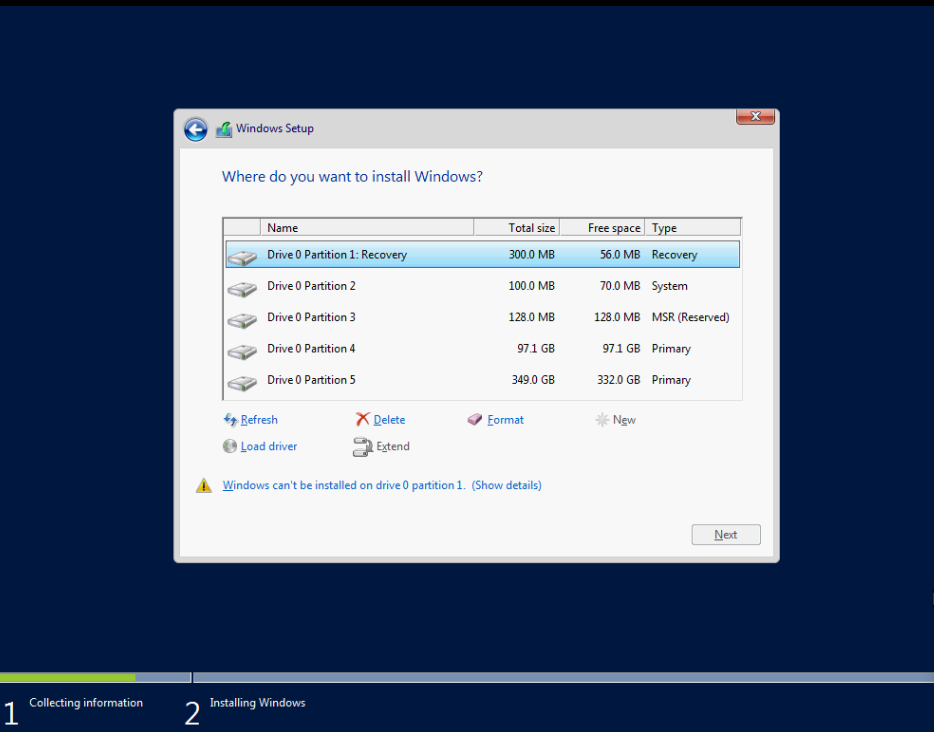 Windows Setup
Where do you want to install Windows?
Name Total size Free space Type
Drive 0 Partition 1: Recovery 300.0 MB 56.0 MB Recovery
Drive 0 Partition 2 100.0 MB 70.0 MB System
Drive 0 Partition 3 128.0 MB 128.0 MB MSR (Reserved)
Drive 0 Partition 4 97.1 GB 97.1 GB Primary
Drive 0 Partition 5 349.0 GB 332.0 GB Primary
Refresh Delete Format New
Load driver Extend
Windows can't be installed on drive 0 partition 1. (Show details)
Next
1 Collecting information 2 Installing Windows